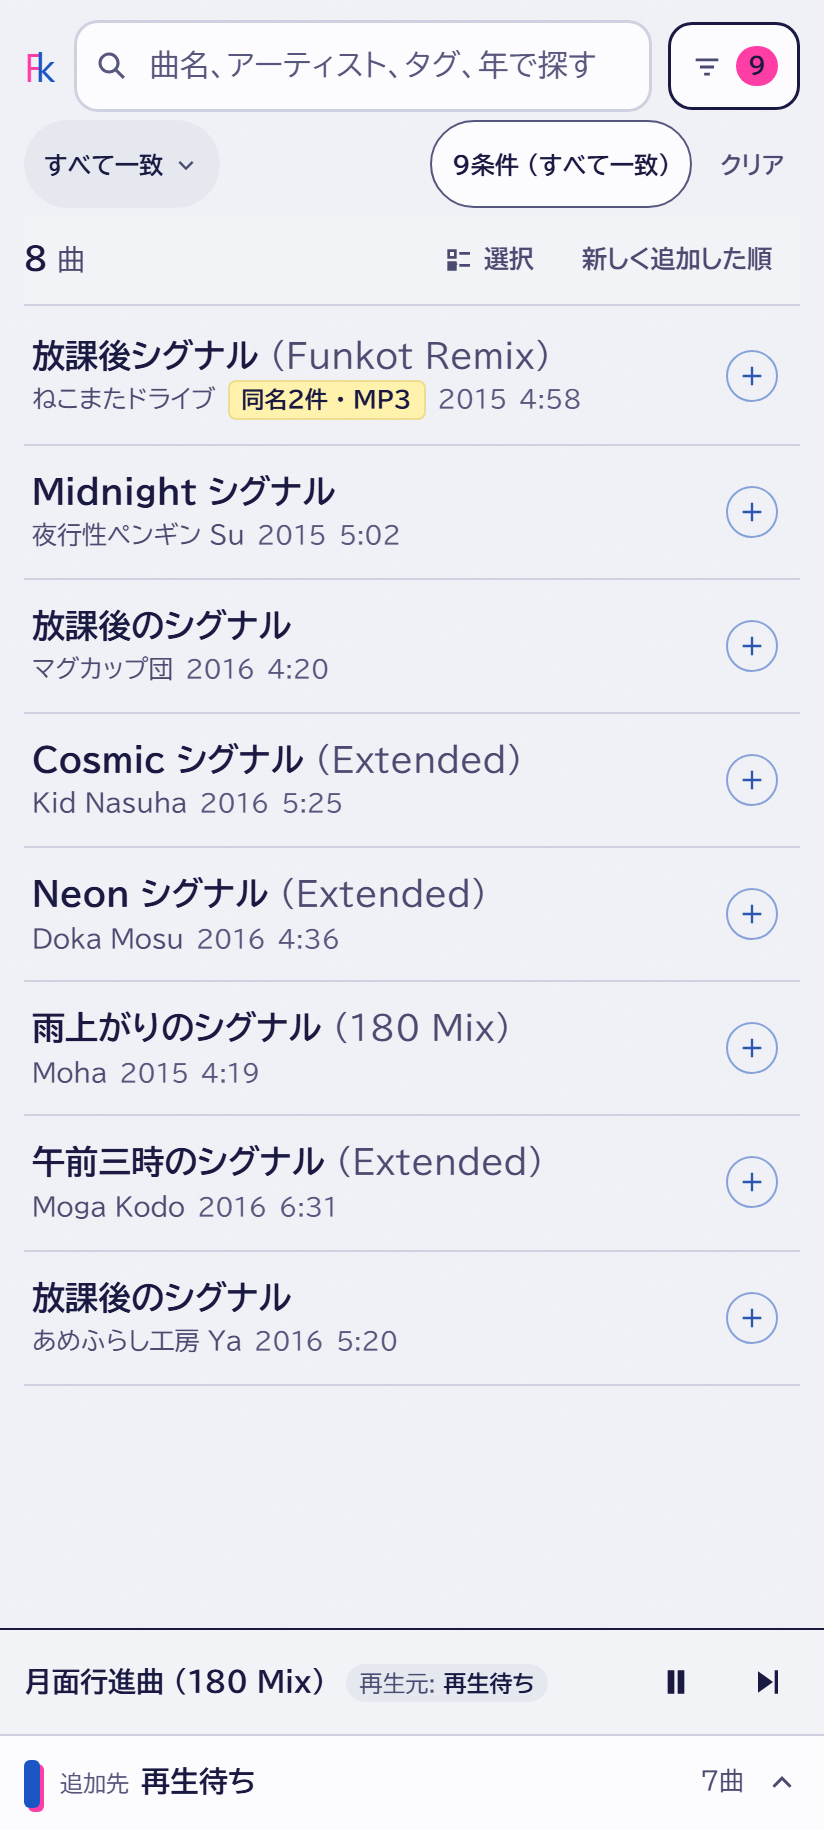 Fk 曲名、アーティスト、タグ、年で探す 9
すべて一致 9条件（すべて一致） クリア
8 曲 選択 新しく追加した順
放課後シグナル（Funkot Remix）
ねこまたドライブ 同名2件・MP3 2015 4:58
Midnight シグナル
夜行性ペンギン Su 2015 5:02
放課後のシグナル
マグカップ団 2016 4:20
Cosmic シグナル（Extended）
Kid Nasuha 2016 5:25
Neon シグナル（Extended）
Doka Mosu 2016 4:36
雨上がりのシグナル（180 Mix）
Moha 2015 4:19
午前三時のシグナル（Extended）
Moga Kodo 2016 6:31
放課後のシグナル
あめふらし工房 Ya 2016 5:20
月面行進曲（180 Mix） 再生元: 再生待ち
追加先 再生待ち 7曲